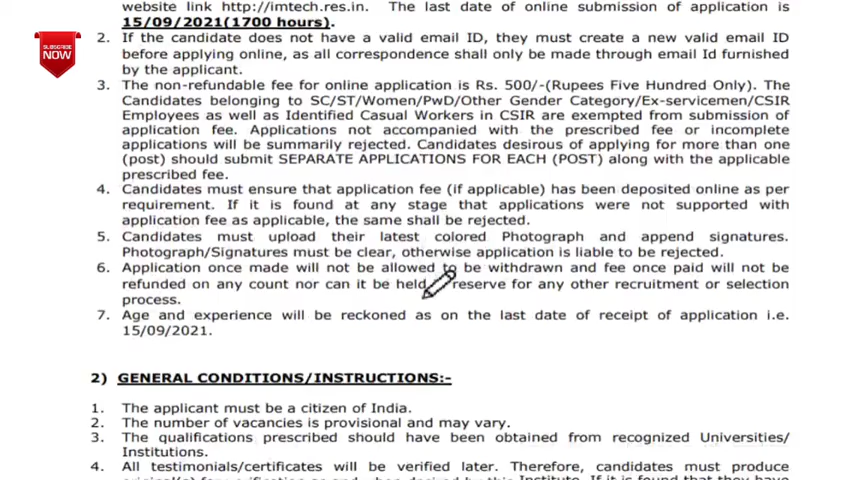 website link http://imtech.res.in. The last date of online submission of application is
15/09/2021(1700 hours).
SUBSCRIBE
NOW
2. If the candidate does not have a valid email ID, they must create a new valid email ID
before applying online, as all correspondence shall only be made through email Id furnished
by the applicant.
3. The non-refundable fee for online application is Rs. 500/-(Rupees Five Hundred Only). The
Candidates belonging to SC/ST/Women/PwD/Other Gender Category/Ex-servicemen/CSIR
Employees as well as Identified Casual Workers in CSIR are exempted from submission of
application fee. Applications not accompanied with the prescribed fee or incomplete
applications will be summarily rejected. Candidates desirous of applying for more than one
(post) should submit SEPARATE APPLICATIONS FOR EACH (POST) along with the applicable
prescribed fee.
4. Candidates must ensure that application fee (if applicable) has been deposited online as per
requirement. If it is found at any stage that applications were not supported with
application fee as applicable, the same shall be rejected.
5. Candidates must upload their latest colored Photograph and append signatures.
Photograph/Signatures must be clear, otherwise application is liable to be rejected.
6. Application once made will not be allowed to be withdrawn and fee once paid will not be
refunded on any count nor can it be held reserve for any other recruitment or selection
process.
7. Age and experience will be reckoned as on the last date of receipt of application i.e.
15/09/2021.
2) GENERAL CONDITIONS/INSTRUCTIONS:-
1. The applicant must be a citizen of India.
2. The number of vacancies is provisional and may vary.
3. The qualifications prescribed should have been obtained from recognized Universities/
Institutions.
4. All testimonials/certificates will be verified later. Therefore, candidates must produce